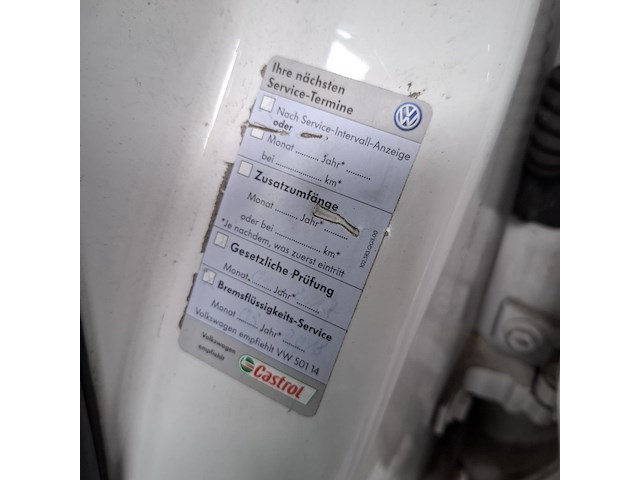 Ihre nächsten
Service-Termine
Nach Service-Intervall-Anzeige
oder
Monat ........ Jahr* ........
bei ............... km*
Zusatzumfänge
Monat ........ Jahr* ........
oder bei ............... km*
*Je nachdem, was zuerst eintritt
Gesetzliche Prüfung
Monat ........ Jahr* ........
Bremsflüssigkeits-Service
Monat ........ Jahr* ........
Volkswagen empfiehlt VW 501 14
Volkswagen
empfiehlt
Castrol